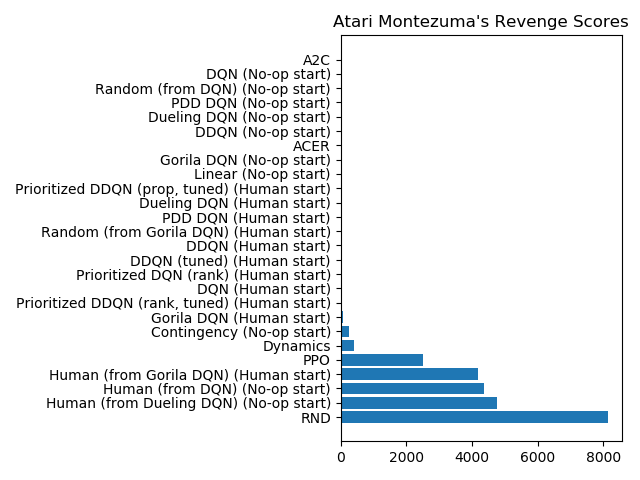 Atari Montezuma's Revenge Scores
A2C
DQN (No-op start)
Random (from DQN) (No-op start)
PDD DQN (No-op start)
Dueling DQN (No-op start)
DDQN (No-op start)
ACER
Gorila DQN (No-op start)
Linear (No-op start)
Prioritized DDQN (prop, tuned) (Human start)
Dueling DQN (Human start)
PDD DQN (Human start)
Random (from Gorila DQN) (Human start)
DDQN (Human start)
DDQN (tuned) (Human start)
Prioritized DQN (rank) (Human start)
DQN (Human start)
Prioritized DDQN (rank, tuned) (Human start)
Gorila DQN (Human start)
Contingency (No-op start)
Dynamics
PPO
Human (from Gorila DQN) (Human start)
Human (from DQN) (No-op start)
Human (from Dueling DQN) (No-op start)
RND
0 2000 4000 6000 8000